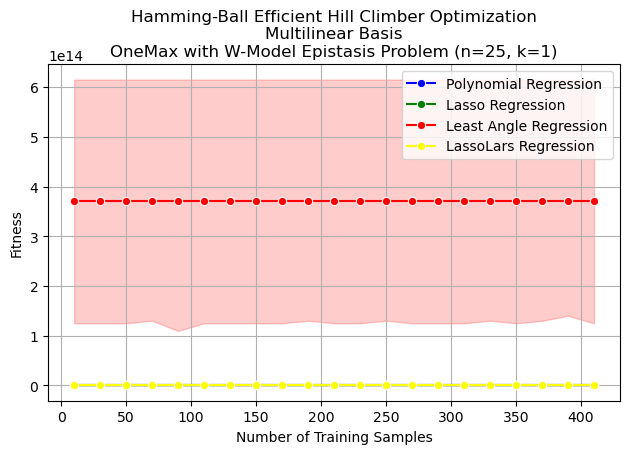 Hamming-Ball Efficient Hill Climber Optimization
Multilinear Basis
OneMax with W-Model Epistasis Problem (n=25, k=1)
1e14
Polynomial Regression
Lasso Regression
Least Angle Regression
LassoLars Regression
6
5
4
3
2
1
0
Fitness
0 50 100 150 200 250 300 350 400
Number of Training Samples